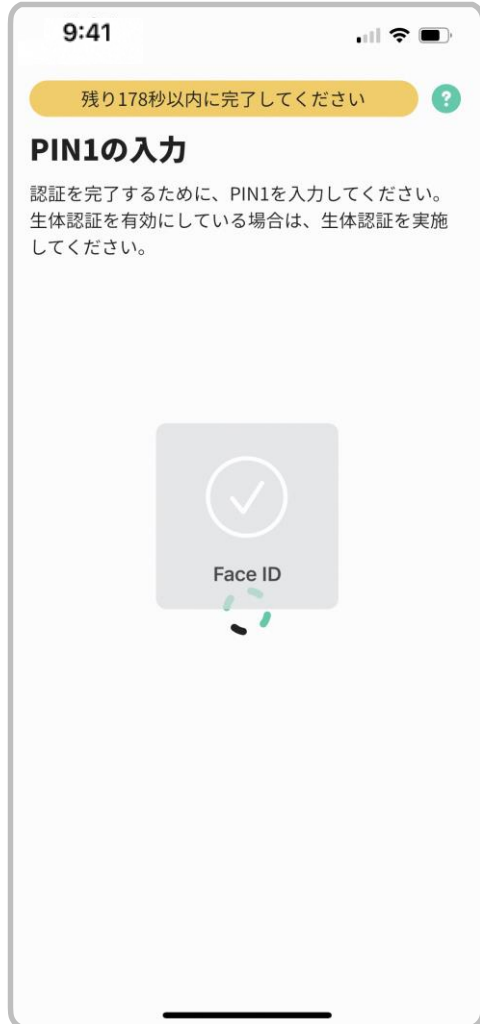 9:41
残り178秒以内に完了してください
?
PIN1の入力
認証を完了するために、PIN1を入力してください。
生体認証を有効にしている場合は、生体認証を実施
してください。
Face ID